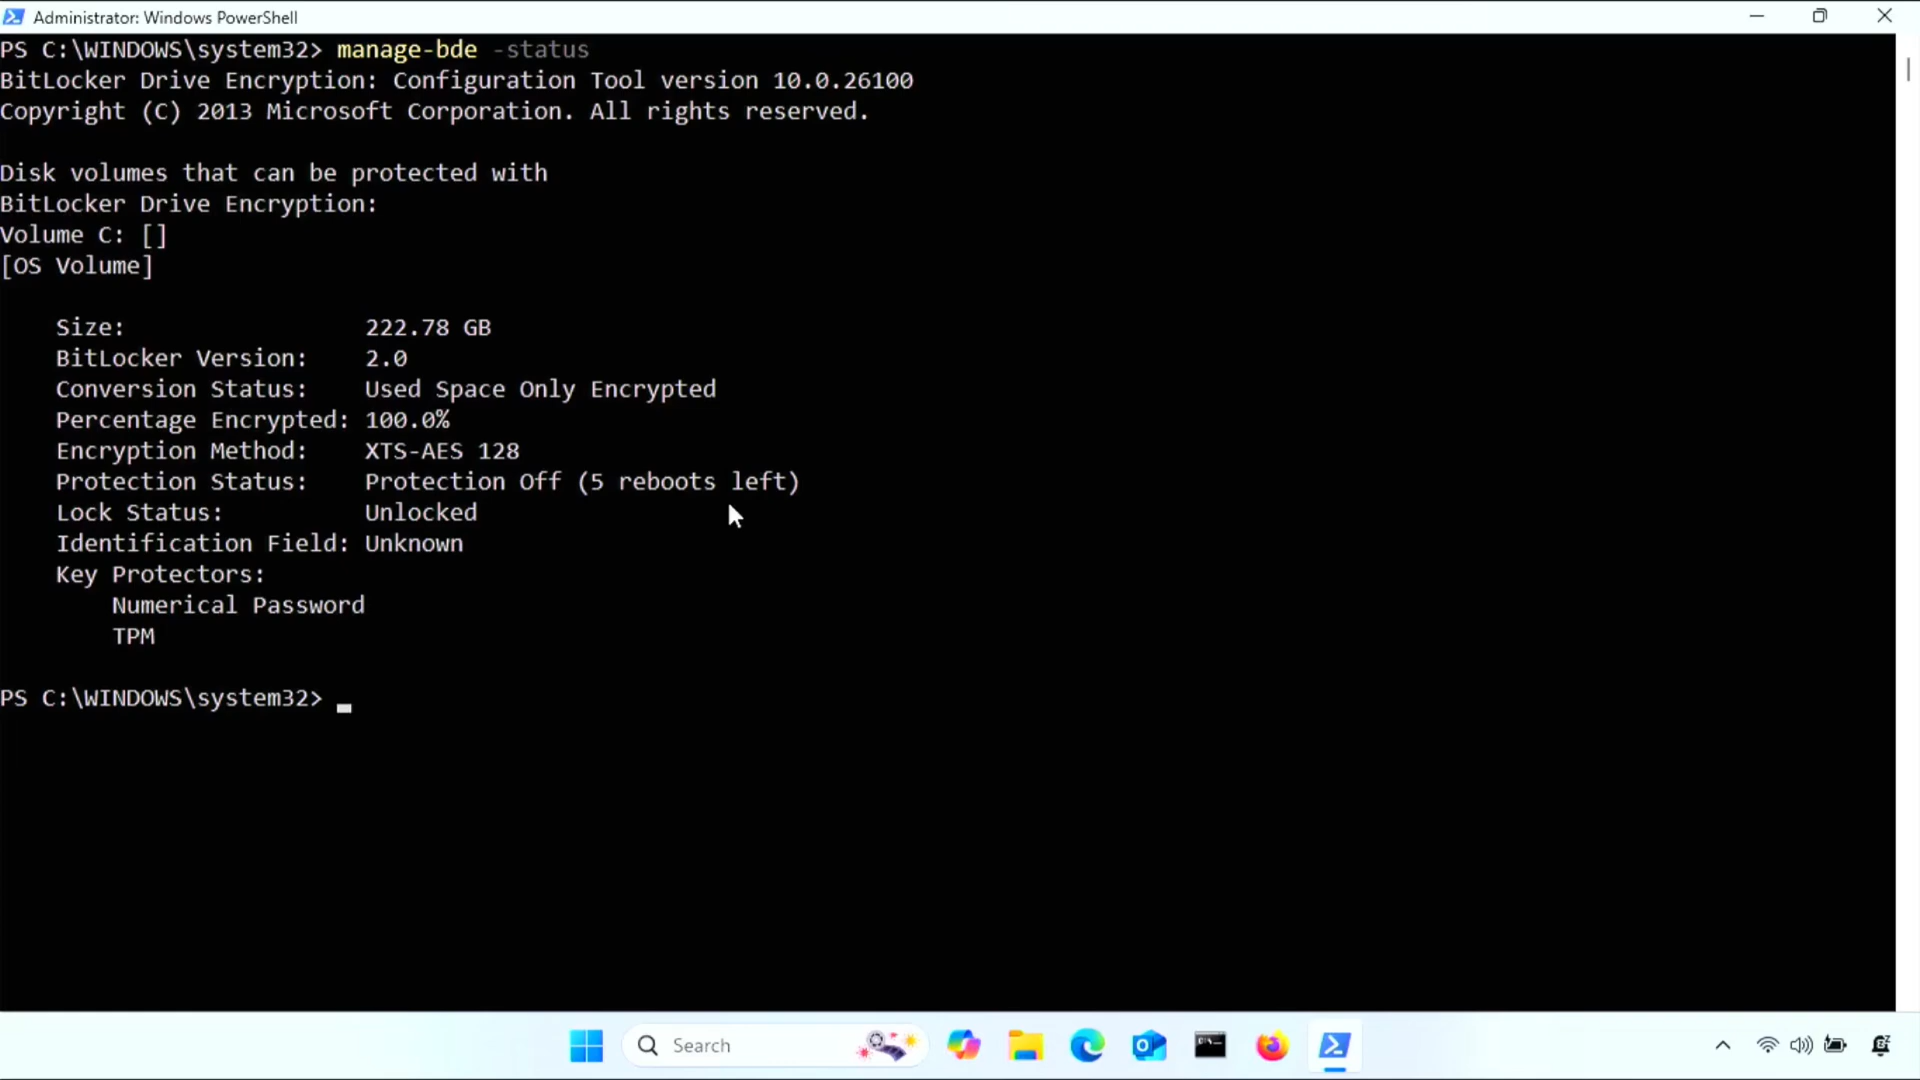 Administrator: Windows PowerShell
PS C:\WINDOWS\system32> manage-bde -status
BitLocker Drive Encryption: Configuration Tool version 10.0.26100
Copyright (C) 2013 Microsoft Corporation. All rights reserved.
Disk volumes that can be protected with
BitLocker Drive Encryption:
Volume C: []
[OS Volume]
Size: 222.78 GB
BitLocker Version: 2.0
Conversion Status: Used Space Only Encrypted
Percentage Encrypted: 100.0%
Encryption Method: XTS-AES 128
Protection Status: Protection Off (5 reboots left)
Lock Status: Unlocked
Identification Field: Unknown
Key Protectors:
Numerical Password
TPM
PS C:\WINDOWS\system32>
Search